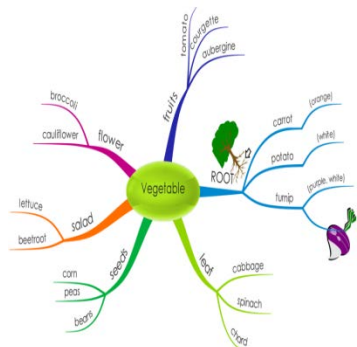 Vegetable
fruits
tomato
courgette
aubergine
ROOT
carrot
(orange)
potato
(white)
turnip
(purple, white)
leaf
cabbage
spinach
chard
seeds
corn
peas
beans
salad
lettuce
beetroot
flower
broccoli
cauliflower